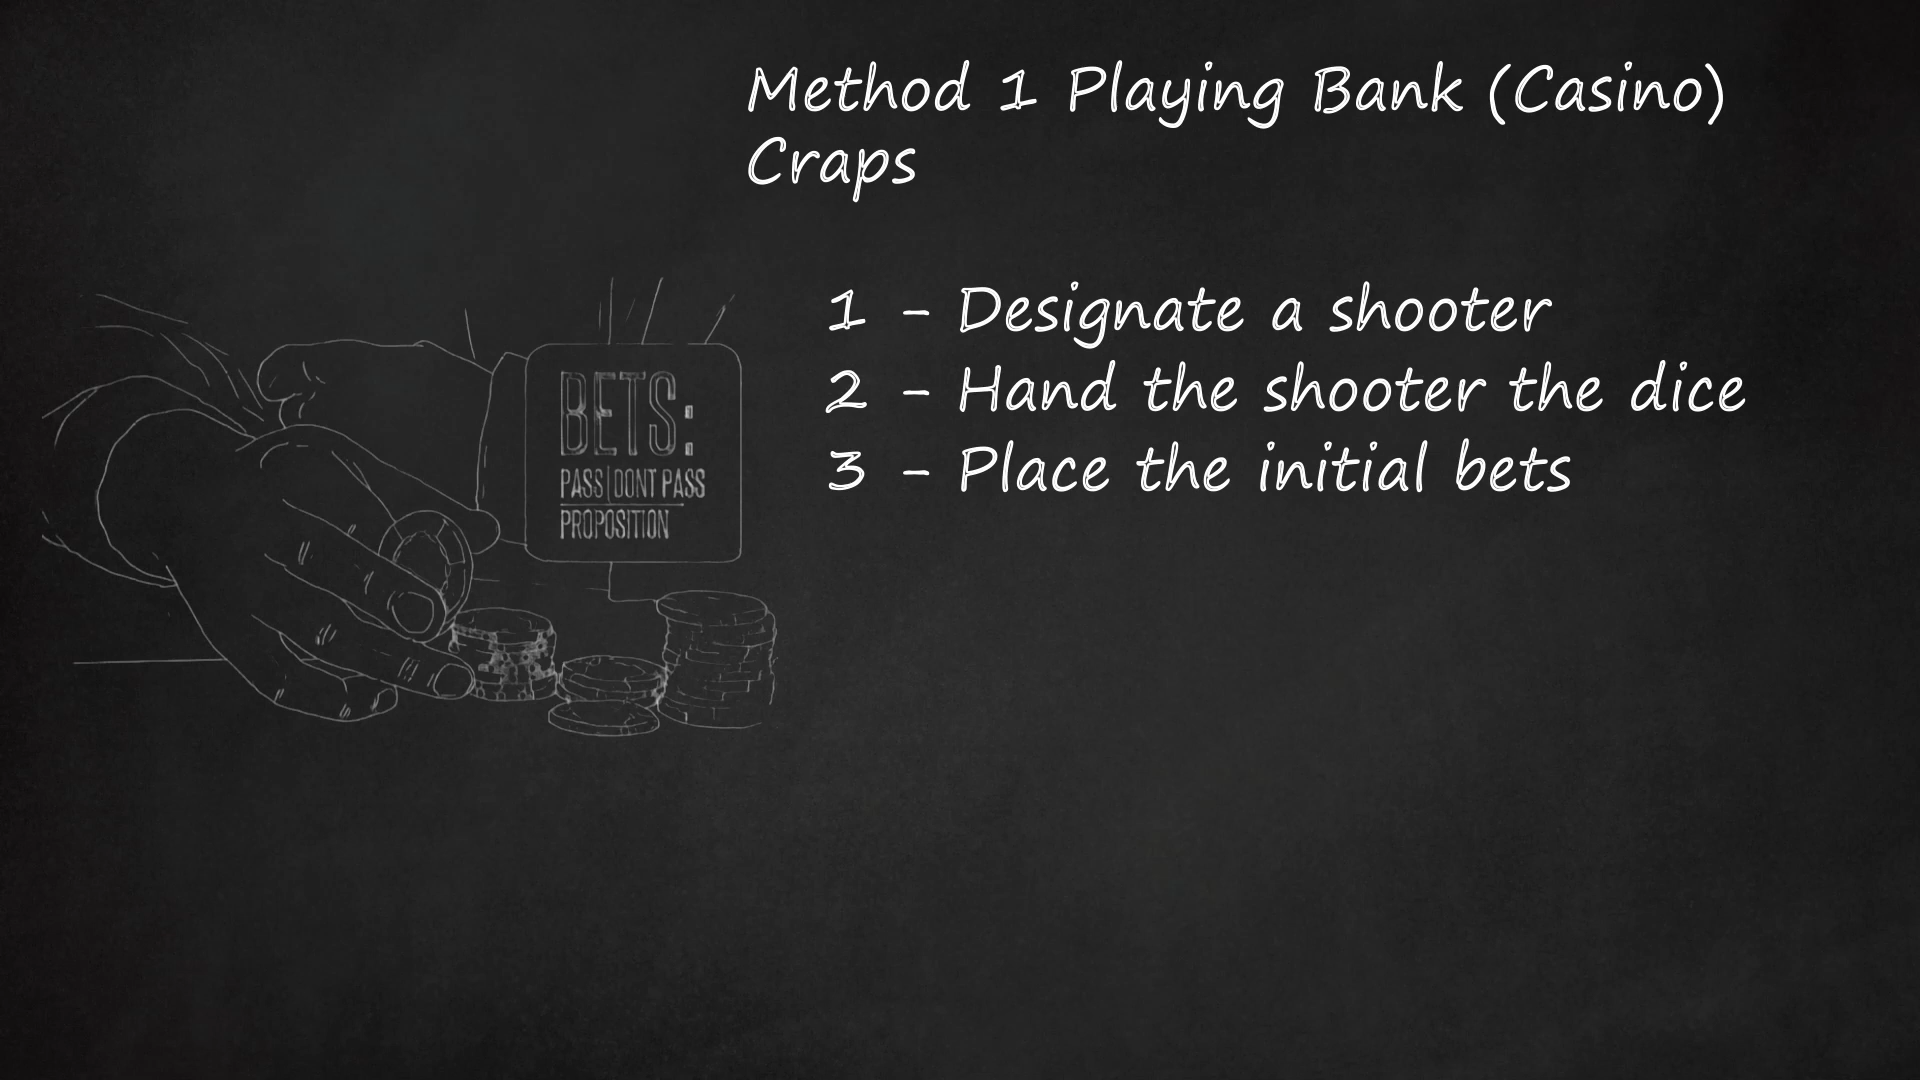 Method 1 Playing Bank (Casino)
Craps
1 - Designate a shooter
2 - Hand the shooter the dice
3 - Place the initial bets
BETS:
PASS|DONT PASS
PROPOSITION